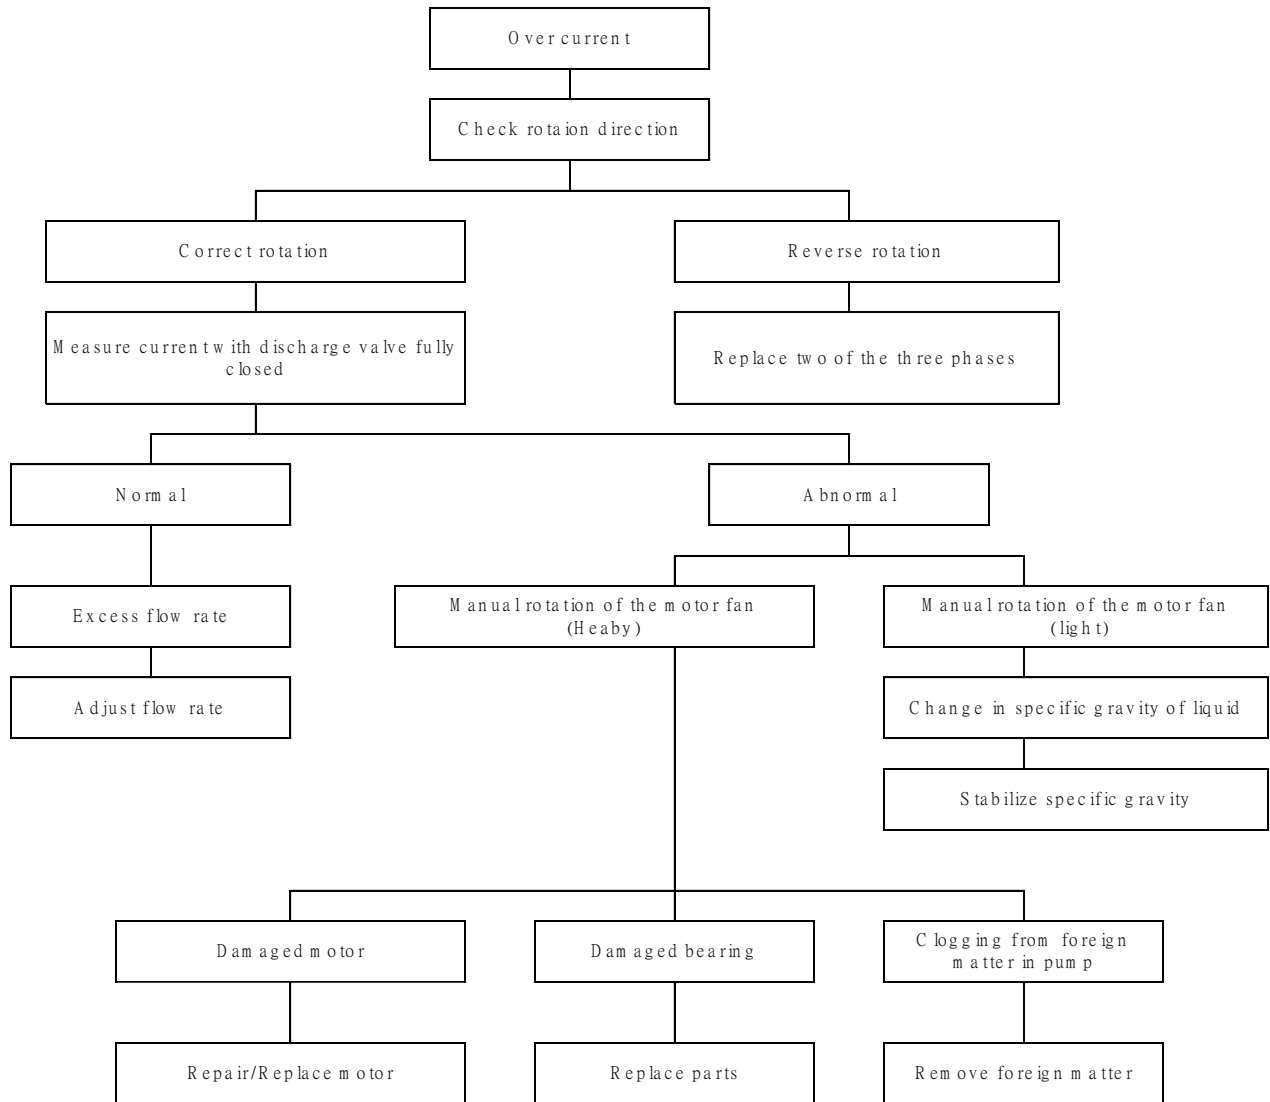 Over current
Check rotaion direction
Correct rotation
Reverse rotation
Measure current with discharge valve fully
closed
Replace two of the three phases
Normal
Abnormal
Excess flow rate
Manual rotation of the motor fan
(Heaby)
Manual rotation of the motor fan
(light)
Adjust flow rate
Change in specific gravity of liquid
Stabilize specific gravity
Damaged motor
Damaged bearing
Clogging from foreign
matter in pump
Repair/Replace motor
Replace parts
Remove foreign matter